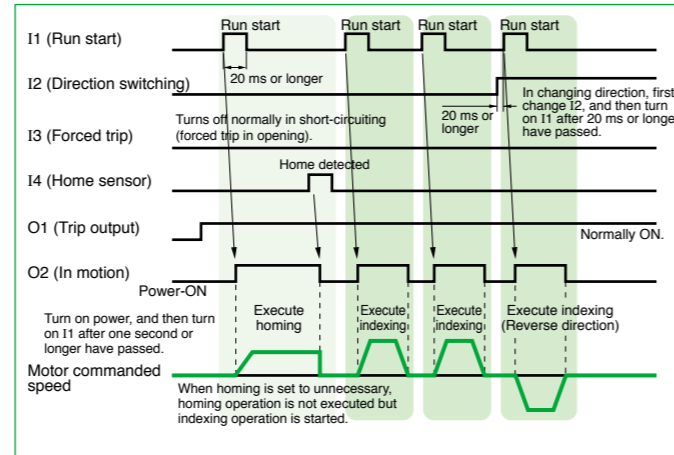 Run start
Run start
Run start
Run start
I1 (Run start)
20 ms or longer
I2 (Direction switching)
20 ms or
longer
In changing direction, first
change I2, and then turn
on I1 after 20 ms or longer
have passed.
Turns off normally in short-circuiting
(forced trip in opening).
I3 (Forced trip)
Home detected
I4 (Home sensor)
O1 (Trip output)
Normally ON.
O2 (In motion)
Power-ON
Turn on power, and then turn
on I1 after one second or
longer have passed.
Execute
homing
Execute
indexing
Execute
indexing
Execute indexing
(Reverse direction)
Motor commanded
speed
When homing is set to unnecessary,
homing operation is not executed but
indexing operation is started.